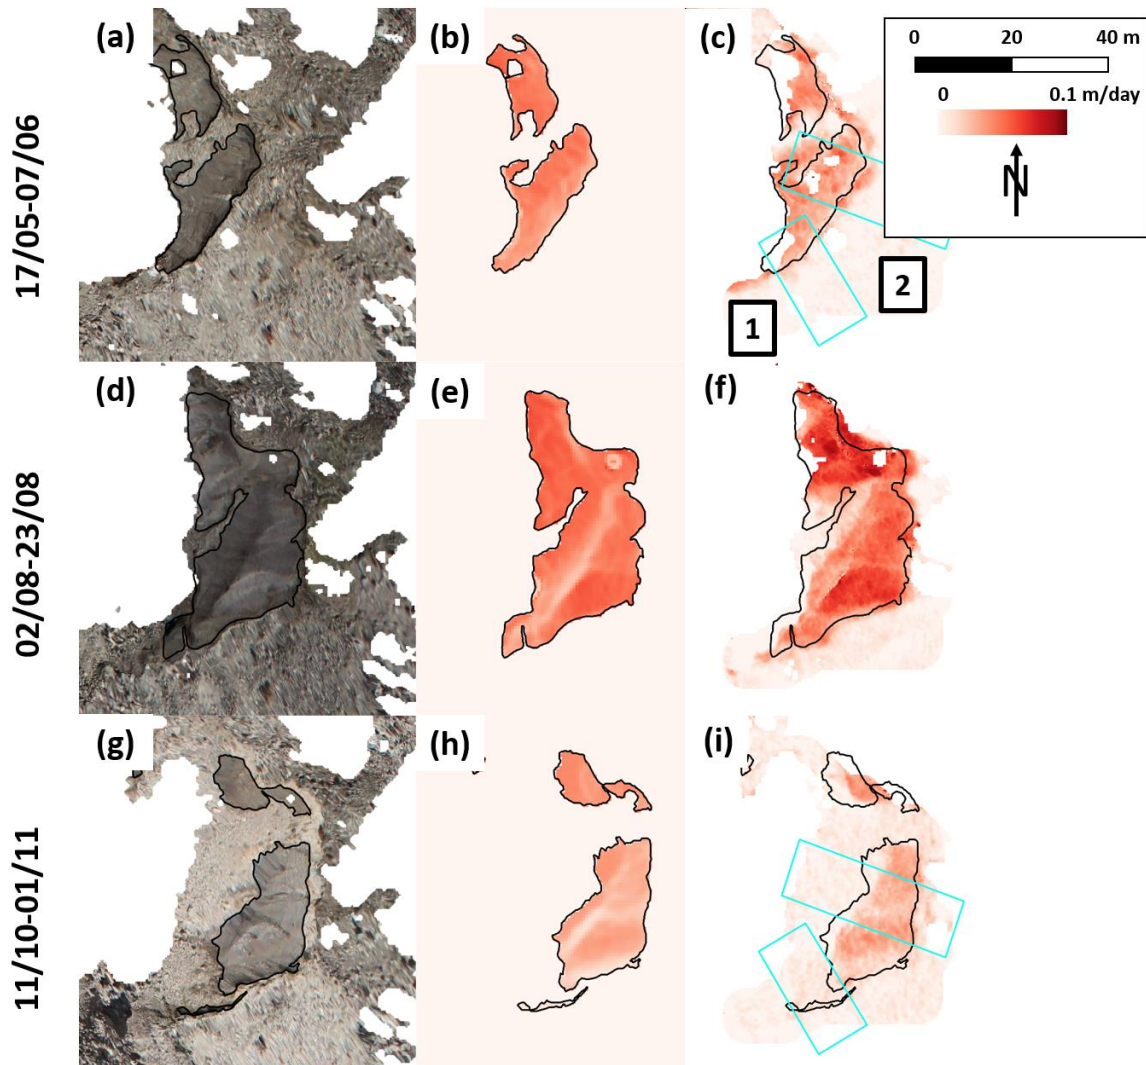 (a)
(b)
(c)
0 20 40 m
0 0.1 m/day
N
1
2
17/05-07/06
(d)
(e)
(f)
02/08-23/08
(g)
(h)
(i)
11/10-01/11